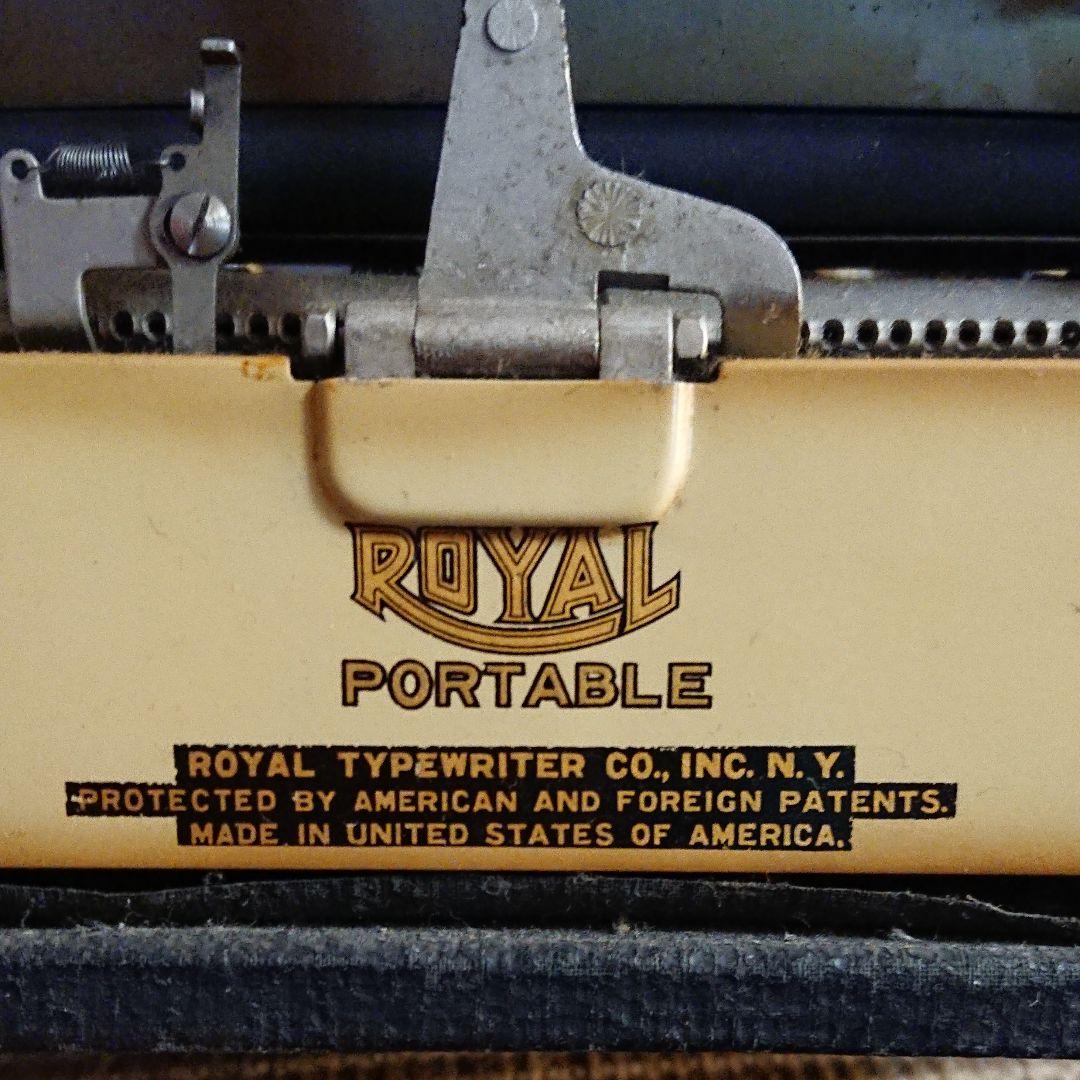 ROYAL
PORTABLE
ROYAL TYPEWRITER CO., INC. N. Y.
PROTECTED BY AMERICAN AND FOREIGN PATENTS.
MADE IN UNITED STATES OF AMERICA.